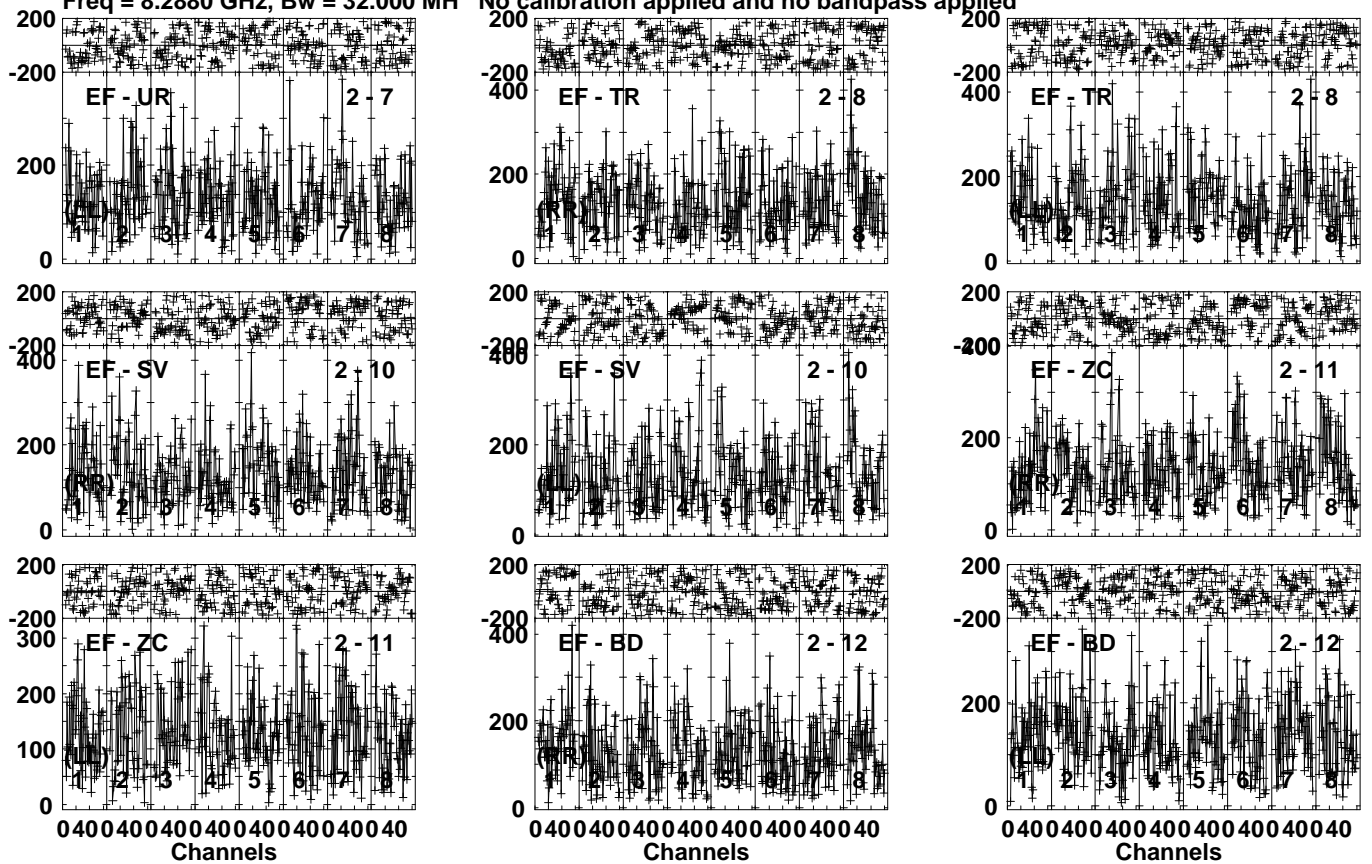 Freq = 8.2880 GHz, Bw = 32.000 MH No calibration applied and no bandpass applied
200 200 200
-200 -200 -200
EF - UR 2 - 7 400 EF - TR 2 - 8 400 EF - TR 2 - 8
200 200 200
(LL) (RR) (LL)
1 2 3 4 5 6 7 8 1 2 3 4 5 6 7 8 1 2 3 4 5 6 7 8
0 0 0
200 200 200
-200 -200 -200
400 EF - SV 2 - 10 400 EF - SV 2 - 10 400 EF - ZC 2 - 11
200 200 200
(RR) (LL) (RR)
1 2 3 4 5 6 7 8 1 2 3 4 5 6 7 8 1 2 3 4 5 6 7 8
0 0 0
200 200 200
-200 -200 -200
300 EF - ZC 2 - 11 400 EF - BD 2 - 12 EF - BD 2 - 12
200 200 200
100
(LL) (RR) (LL)
1 2 3 4 5 6 7 8 1 2 3 4 5 6 7 8 1 2 3 4 5 6 7 8
0 0 0
0 40 0 40 0 40 0 40 0 40 0 40 0 40 0 40 0 40 0 40 0 40 0 40 0 40 0 40 0 40 0 40 0 40 0 40 0 40 0 40 0 40 0 40 0 40 0 40
Channels Channels Channels